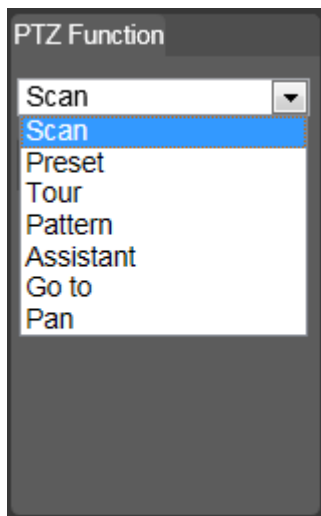 PTZ Function
Scan
Scan
Preset
Tour
Pattern
Assistant
Go to
Pan